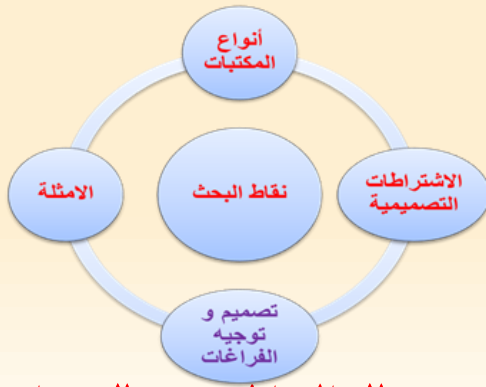 أنواع
المكتبات
الاشتراطات
التصميمية
نقاط البحث
الامثلة
تصميم و
توجيه
الفراغات